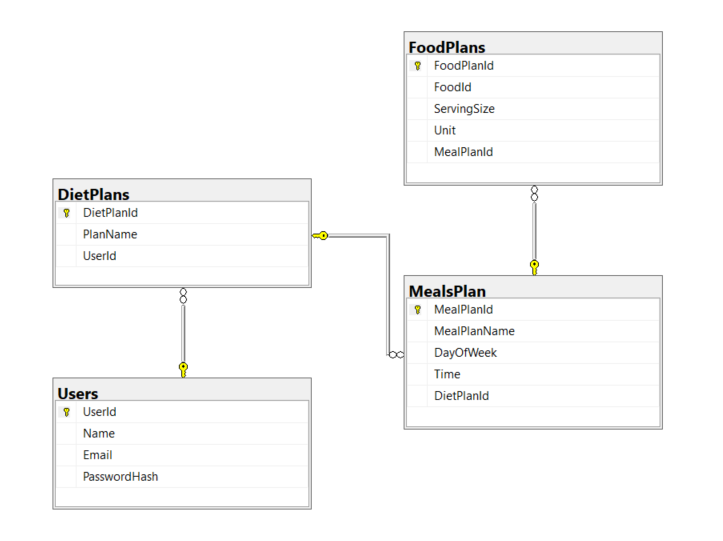 FoodPlans
FoodPlanId
FoodId
ServingSize
Unit
MealPlanId
DietPlans
DietPlanId
PlanName
UserId
MealsPlan
MealPlanId
MealPlanName
DayOfWeek
Time
DietPlanId
Users
UserId
Name
Email
PasswordHash